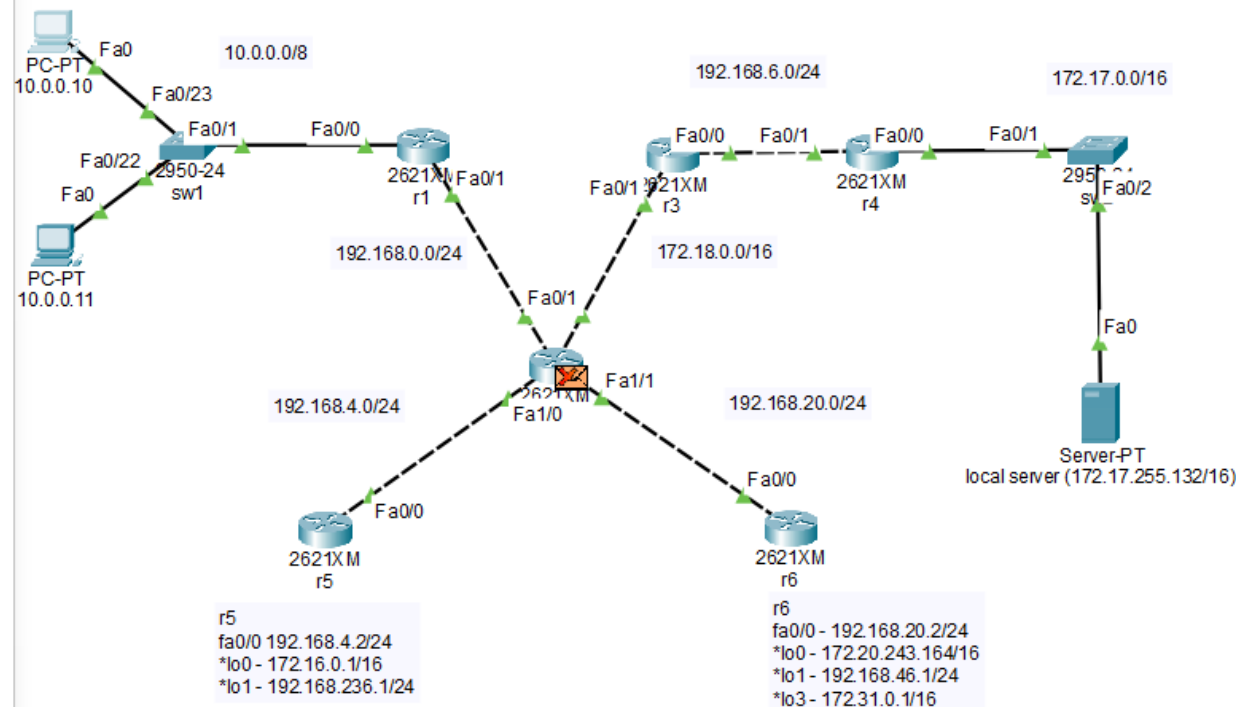 Fa0
PC-PT
10.0.0.10
10.0.0.0/8
Fa0/23
Fa0/1
Fa0/0
Fa0/22
2950-24
sw1
Fa0
PC-PT
10.0.0.11
2621XM
r1
Fa0/1
192.168.0.0/24
192.168.6.0/24
172.17.0.0/16
Fa0/0
Fa0/1
Fa0/0
Fa0/1
Fa0/1
2621XM
r3
2621XM
r4
Fa0/2
172.18.0.0/16
Fa0/1
Fa1/1
2621XM
Fa1/0
192.168.4.0/24
192.168.20.0/24
Fa0
Server-PT
local server (172.17.255.132/16)
Fa0/0
2621XM
r5
Fa0/0
2621XM
r6
r5
fa0/0 192.168.4.2/24
*lo0 - 172.16.0.1/16
*lo1 - 192.168.236.1/24
r6
fa0/0 - 192.168.20.2/24
*lo0 - 172.20.243.164/16
*lo1 - 192.168.46.1/24
*lo3 - 172.31.0.1/16